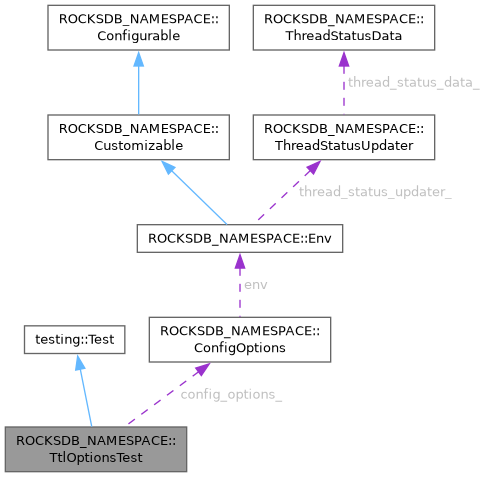 ROCKSDB_NAMESPACE::
Configurable
ROCKSDB_NAMESPACE::
ThreadStatusData
thread_status_data_
ROCKSDB_NAMESPACE::
Customizable
ROCKSDB_NAMESPACE::
ThreadStatusUpdater
thread_status_updater_
ROCKSDB_NAMESPACE::Env
env
testing::Test
ROCKSDB_NAMESPACE::
ConfigOptions
config_options_
ROCKSDB_NAMESPACE::
TtlOptionsTest